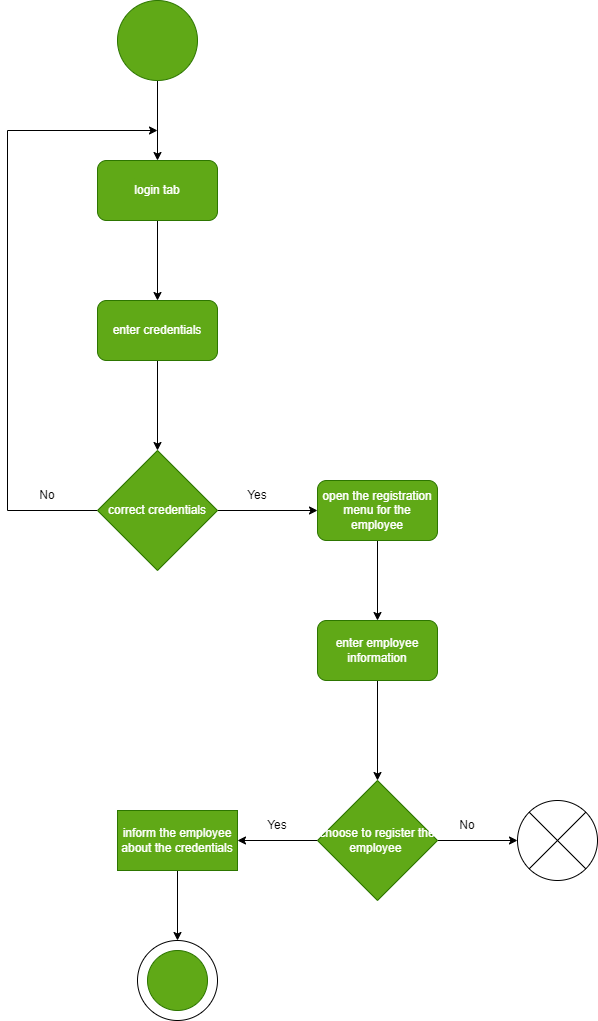 login tab
enter credentials
No
correct credentials
Yes
open the registration
menu for the
employee
enter employee
information
inform the employee
about the credentials
Yes
choose to register the
employee
No